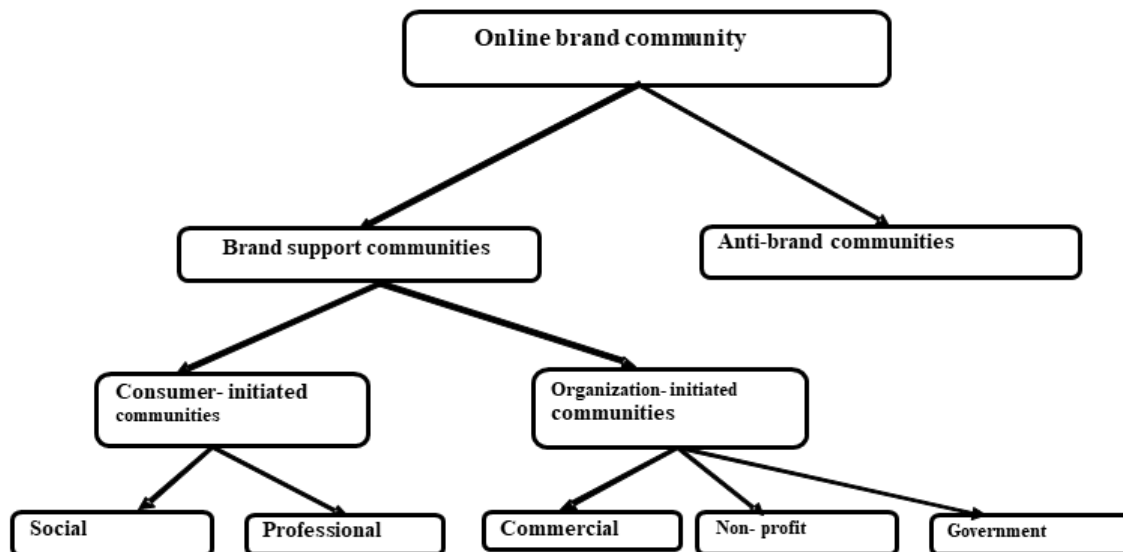 Online brand community
Brand support communities
Anti-brand communities
Consumer- initiated
communities
Organization- initiated
communities
Social
Professional
Commercial
Non- profit
Government